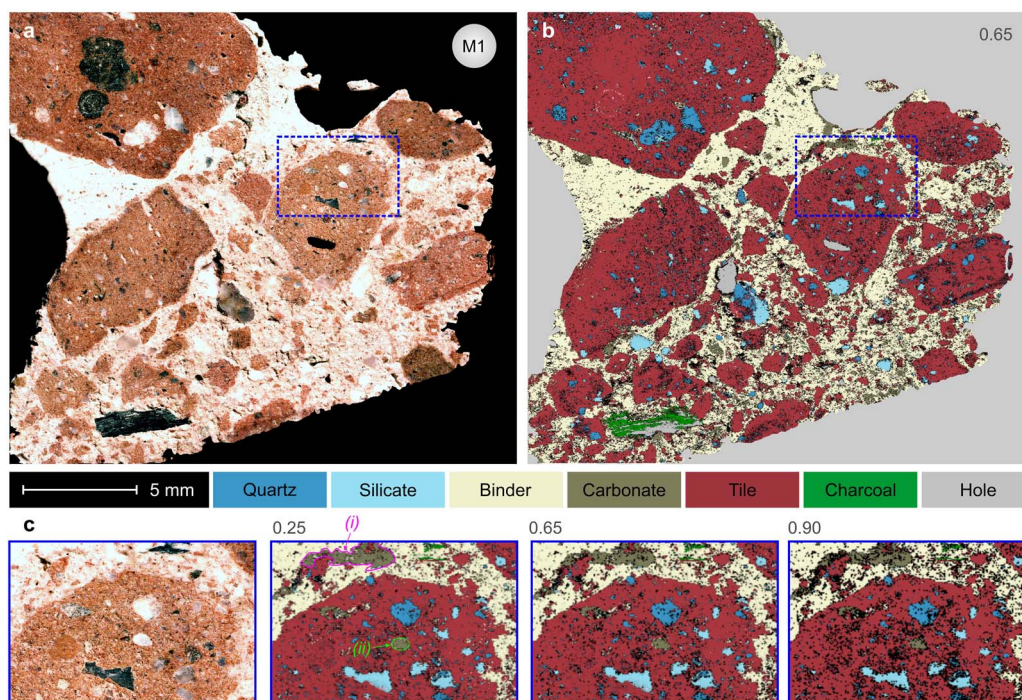 a
M1
b
0.65
5 mm
Quartz
Silicate
Binder
Carbonate
Tile
Charcoal
Hole
c
0.25
(i)
0.65
0.90
(ii)